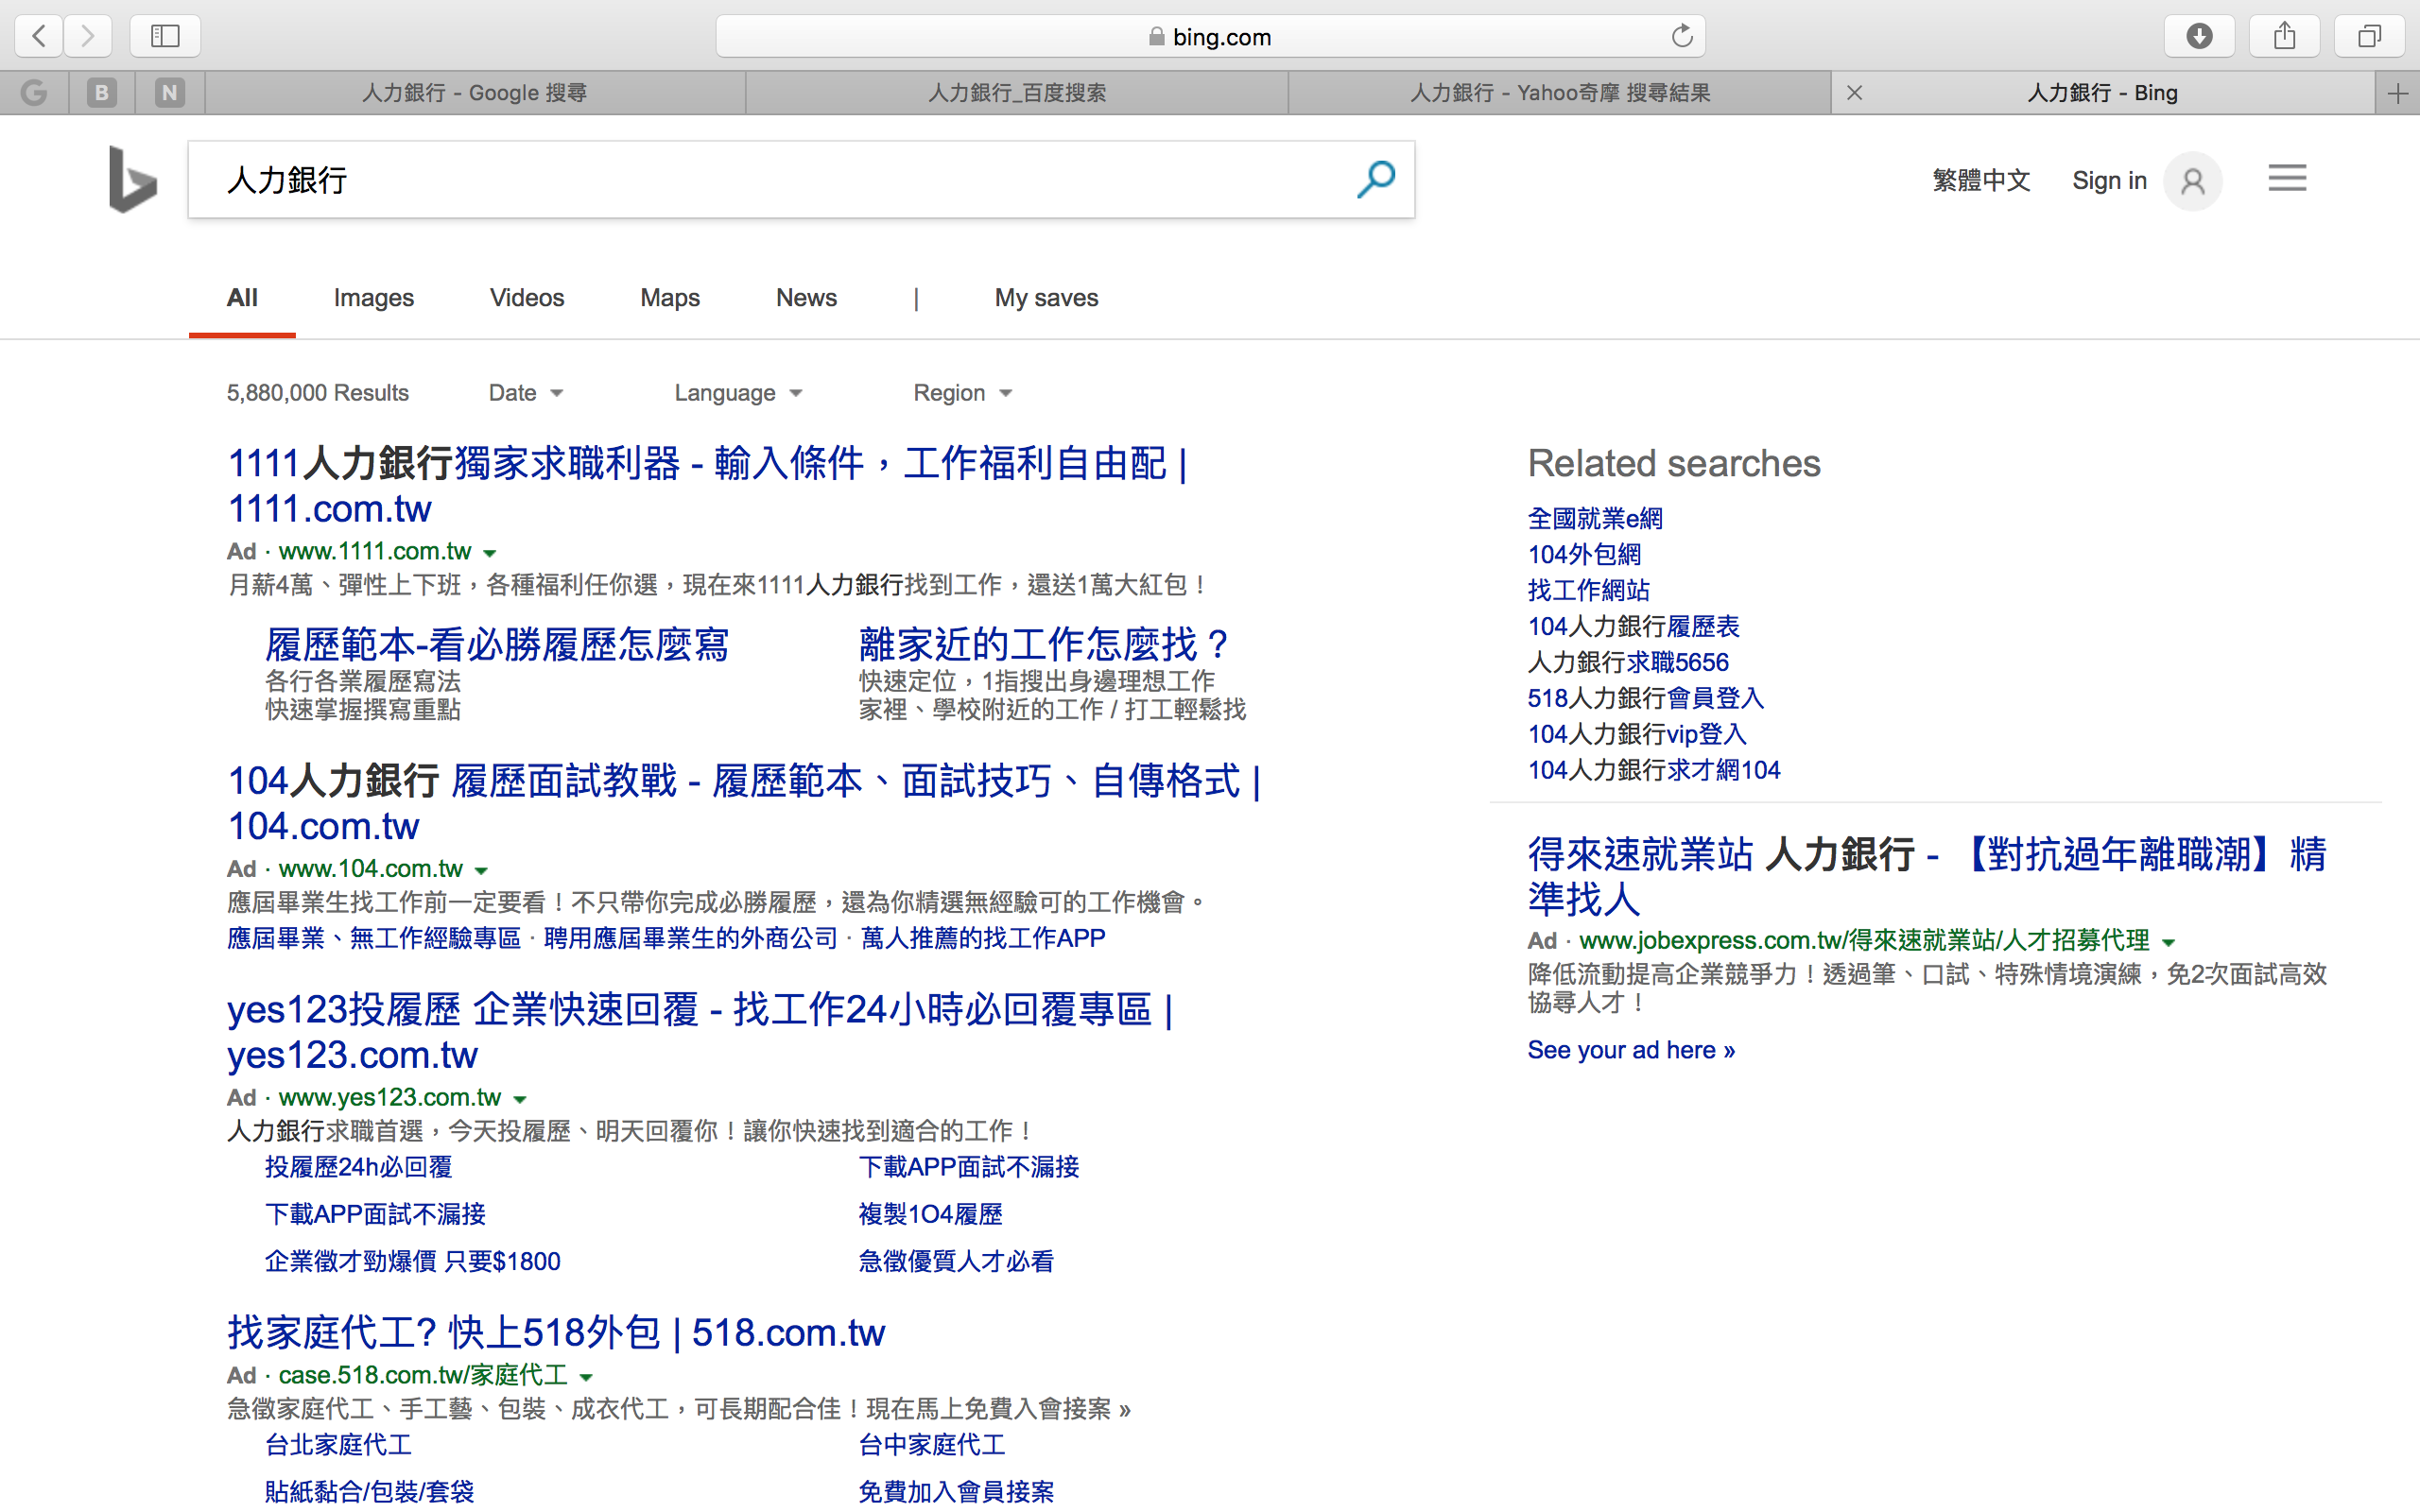 bing.com
G
B
N
人力銀行 - Google 搜尋
人力銀行_百度搜索
人力銀行 - Yahoo奇摩 搜尋結果
人力銀行 - Bing
人力銀行
繁體中文
Sign in
All
Images
Videos
Maps
News
|
My saves
5,880,000 Results
Date
Language
Region
1111人力銀行獨家求職利器 - 輸入條件，工作福利自由配 |
1111.com.tw
Ad · www.1111.com.tw
月薪4萬、彈性上下班，各種福利任你選，現在來1111人力銀行找到工作，還送1萬大紅包！
履歷範本-看必勝履歷怎麼寫
各行各業履歷寫法
快速掌握撰寫重點
離家近的工作怎麼找？
快速定位，1指搜出身邊理想工作
家裡、學校附近的工作 / 打工輕鬆找
104人力銀行 履歷面試教戰 - 履歷範本、面試技巧、自傳格式 |
104.com.tw
Ad · www.104.com.tw
應屆畢業生找工作前一定要看！不只帶你完成必勝履歷，還為你精選無經驗可的工作機會。
應屆畢業、無工作經驗專區 · 聘用應屆畢業生的外商公司 · 萬人推薦的找工作APP
yes123投履歷 企業快速回覆 - 找工作24小時必回覆專區 |
yes123.com.tw
Ad · www.yes123.com.tw
人力銀行求職首選，今天投履歷、明天回覆你！讓你快速找到適合的工作！
投履歷24h必回覆
下載APP面試不漏接
下載APP面試不漏接
複製1O4履歷
企業徵才勁爆價 只要$1800
急徵優質人才必看
找家庭代工? 快上518外包 | 518.com.tw
Ad · case.518.com.tw/家庭代工
急徵家庭代工、手工藝、包裝、成衣代工，可長期配合佳！現在馬上免費入會接案 »
台北家庭代工
台中家庭代工
貼紙黏合/包裝/套袋
免費加入會員接案
Related searches
全國就業e網
104外包網
找工作網站
104人力銀行履歷表
人力銀行求職5656
518人力銀行會員登入
104人力銀行vip登入
104人力銀行求才網104
得來速就業站 人力銀行 - 【對抗過年離職潮】精
準找人
Ad · www.jobexpress.com.tw/得來速就業站/人才招募代理
降低流動提高企業競爭力！透過筆、口試、特殊情境演練，免2次面試高效
協尋人才！
See your ad here »